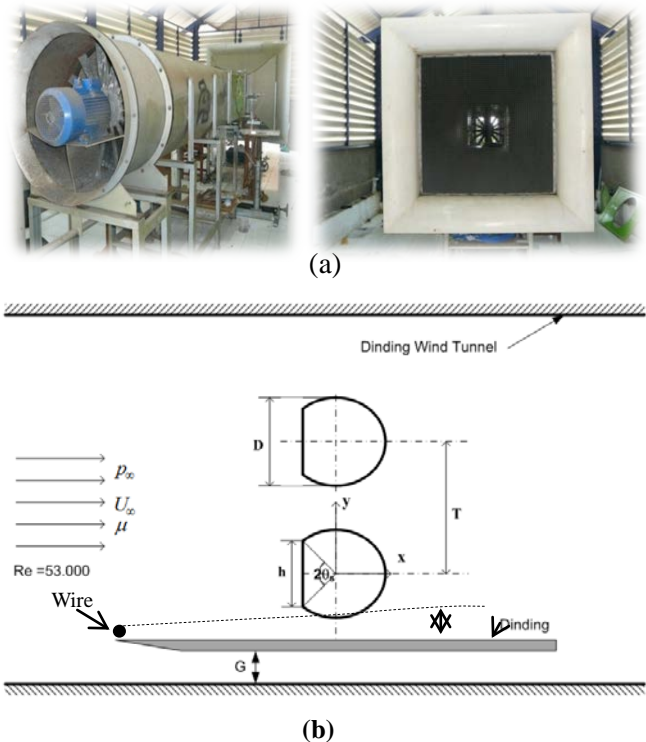 (a)
Dinding Wind Tunnel
D
p∞
U∞
μ
y
T
x
h
2θs
Re =53.000
Wire
Dinding
G
(b)